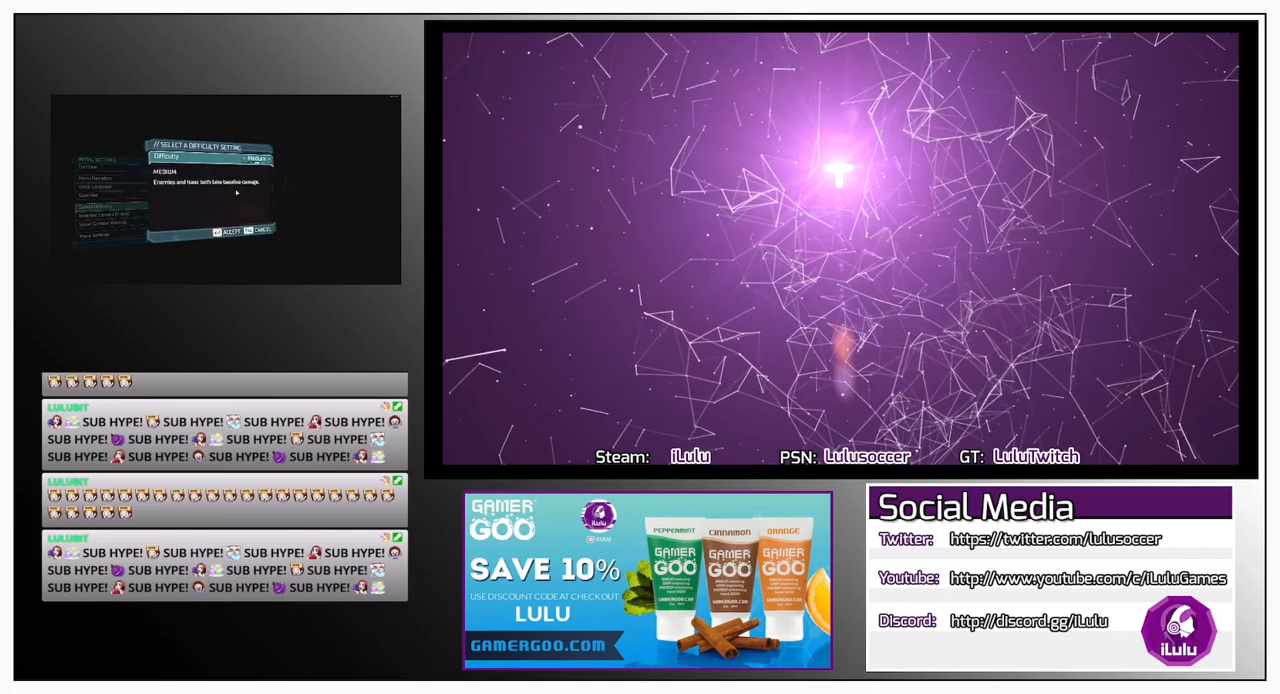 // SELECT A DIFFICULTY SETTING
Difficulty
< Medium >
MEDIUM
Enemies and Isaac both take baseline damage.
ACCEPT
CANCEL
LULUBIT
SUB HYPE! SUB HYPE! SUB HYPE! SUB HYPE!
SUB HYPE! SUB HYPE! SUB HYPE! SUB HYPE!
SUB HYPE! SUB HYPE! SUB HYPE! SUB HYPE!
LULUBIT
LULUBIT
SUB HYPE! SUB HYPE! SUB HYPE! SUB HYPE!
SUB HYPE! SUB HYPE! SUB HYPE! SUB HYPE!
SUB HYPE! SUB HYPE! SUB HYPE! SUB HYPE!
Steam: iLulu PSN: Lulusoccer GT: LuluTwitch
GAMER
GOO
iLulu
SAVE 10%
USE DISCOUNT CODE AT CHECKOUT
LULU
GAMERGOO.COM
PEPPERMINT
GAMER
GOO
CINNAMON
GAMER
GOO
ORANGE
GAMER
GOO
Social Media
Twitter: https://twitter.com/lulusoccer
Youtube: http://www.youtube.com/c/iLuluGames
Discord: http://discord.gg/iLulu
iLulu